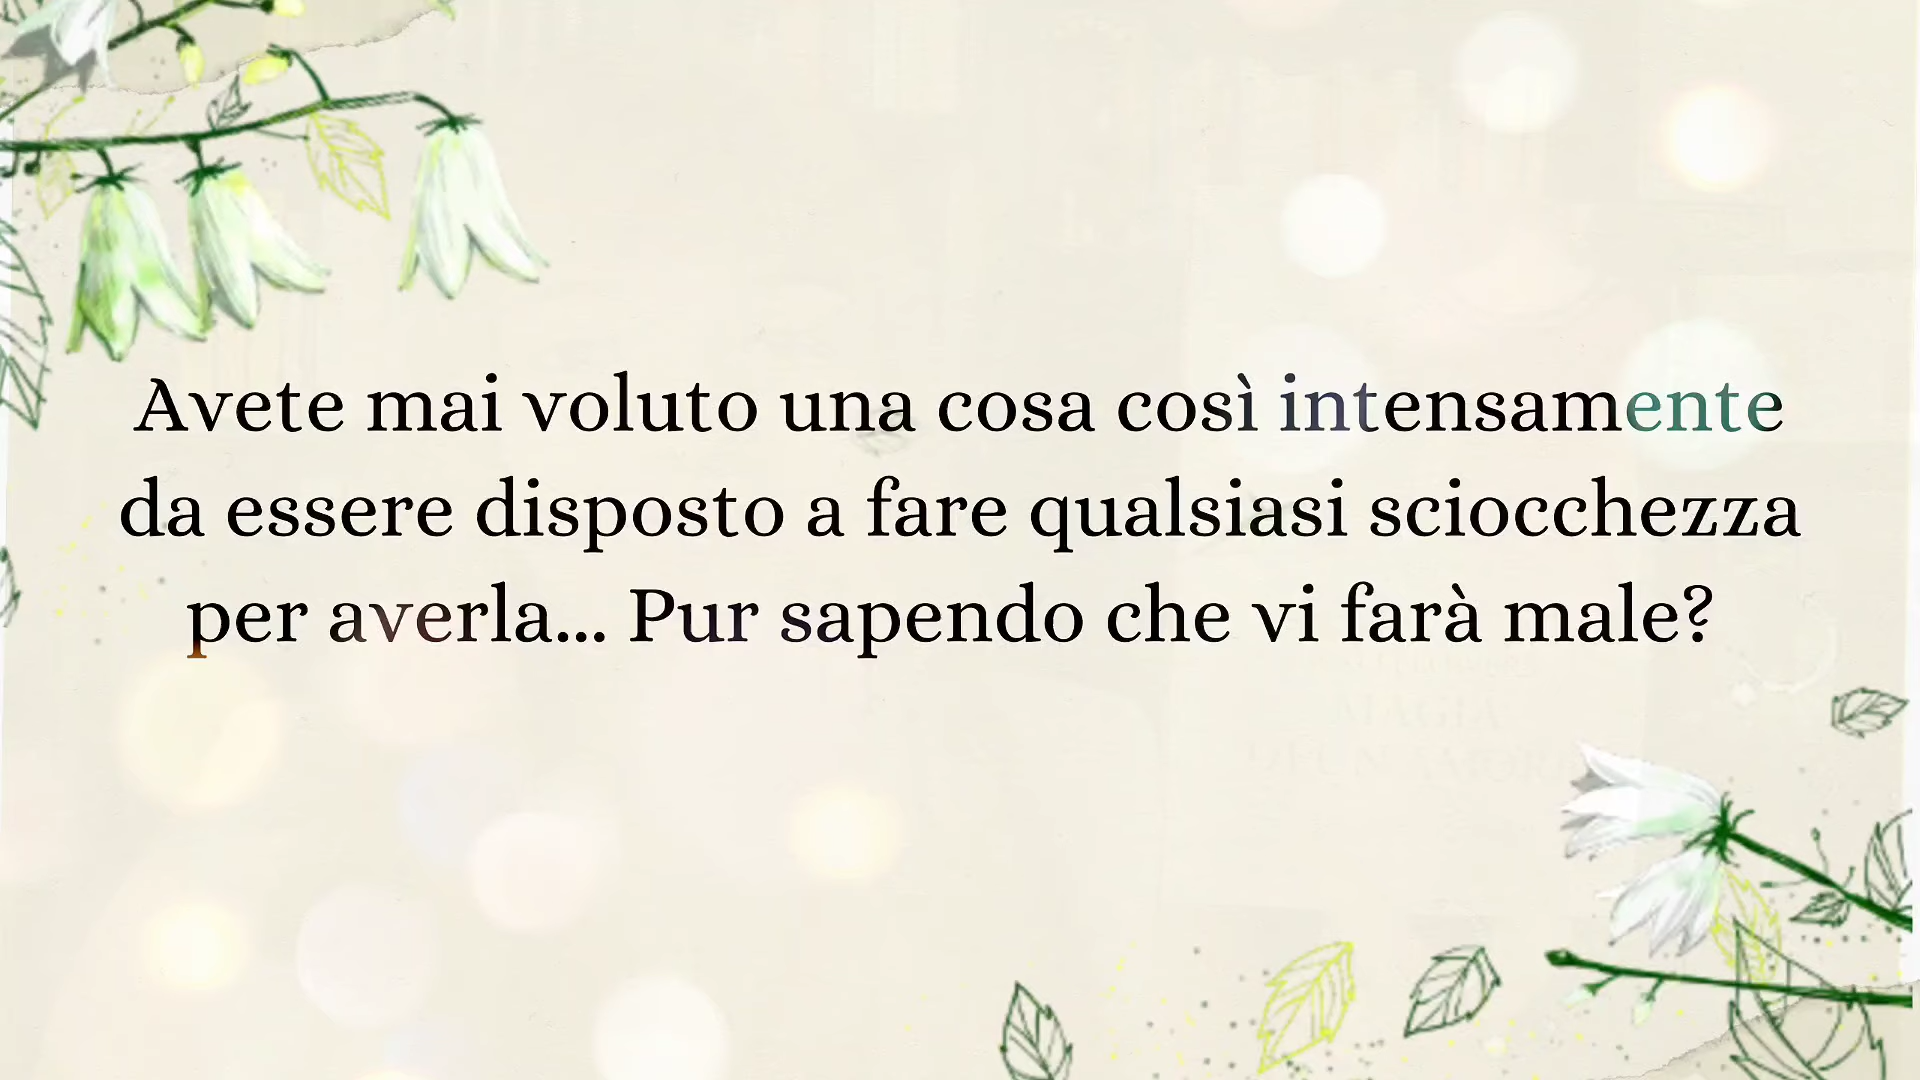 Avete mai voluto una cosa così intensamente
da essere disposto a fare qualsiasi sciocchezza
per averla... Pur sapendo che vi farà male?
MAGIA